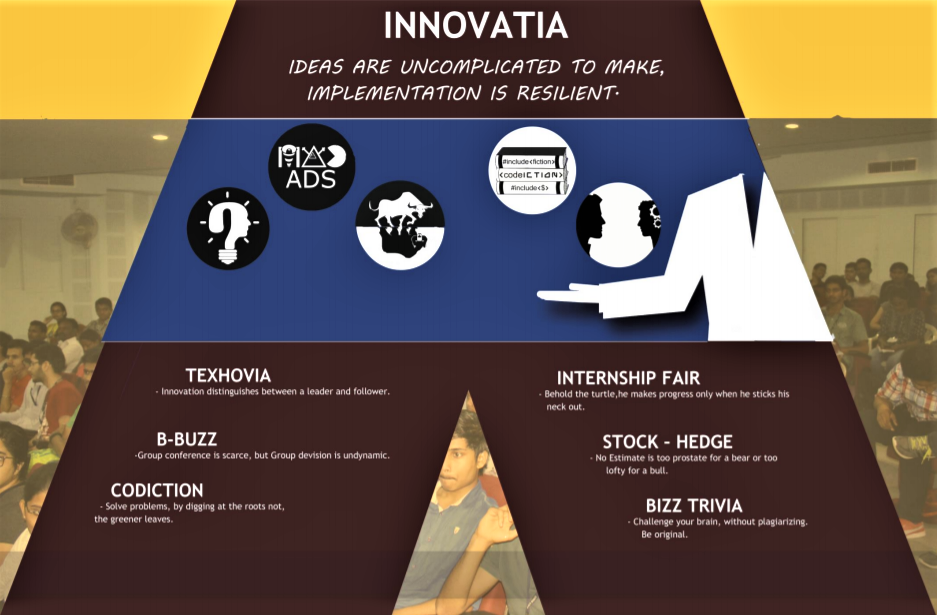 INNOVATIA
IDEAS ARE UNCOMPLICATED TO MAKE,
IMPLEMENTATION IS RESILIENT.
MAD
ADS
#include<fiction>
<codeICTION>
#include<$>
TEXHOVIA
- Innovation distinguishes between a leader and follower.
B-BUZZ
-Group conference is scarce, but Group devision is undynamic.
CODICTION
- Solve problems, by digging at the roots not,
the greener leaves.
INTERNSHIP FAIR
- Behold the turtle,he makes progress only when he sticks his
neck out.
STOCK - HEDGE
- No Estimate is too prostate for a bear or too
lofty for a bull.
BIZZ TRIVIA
- Challenge your brain, without plagiarizing.
Be original.